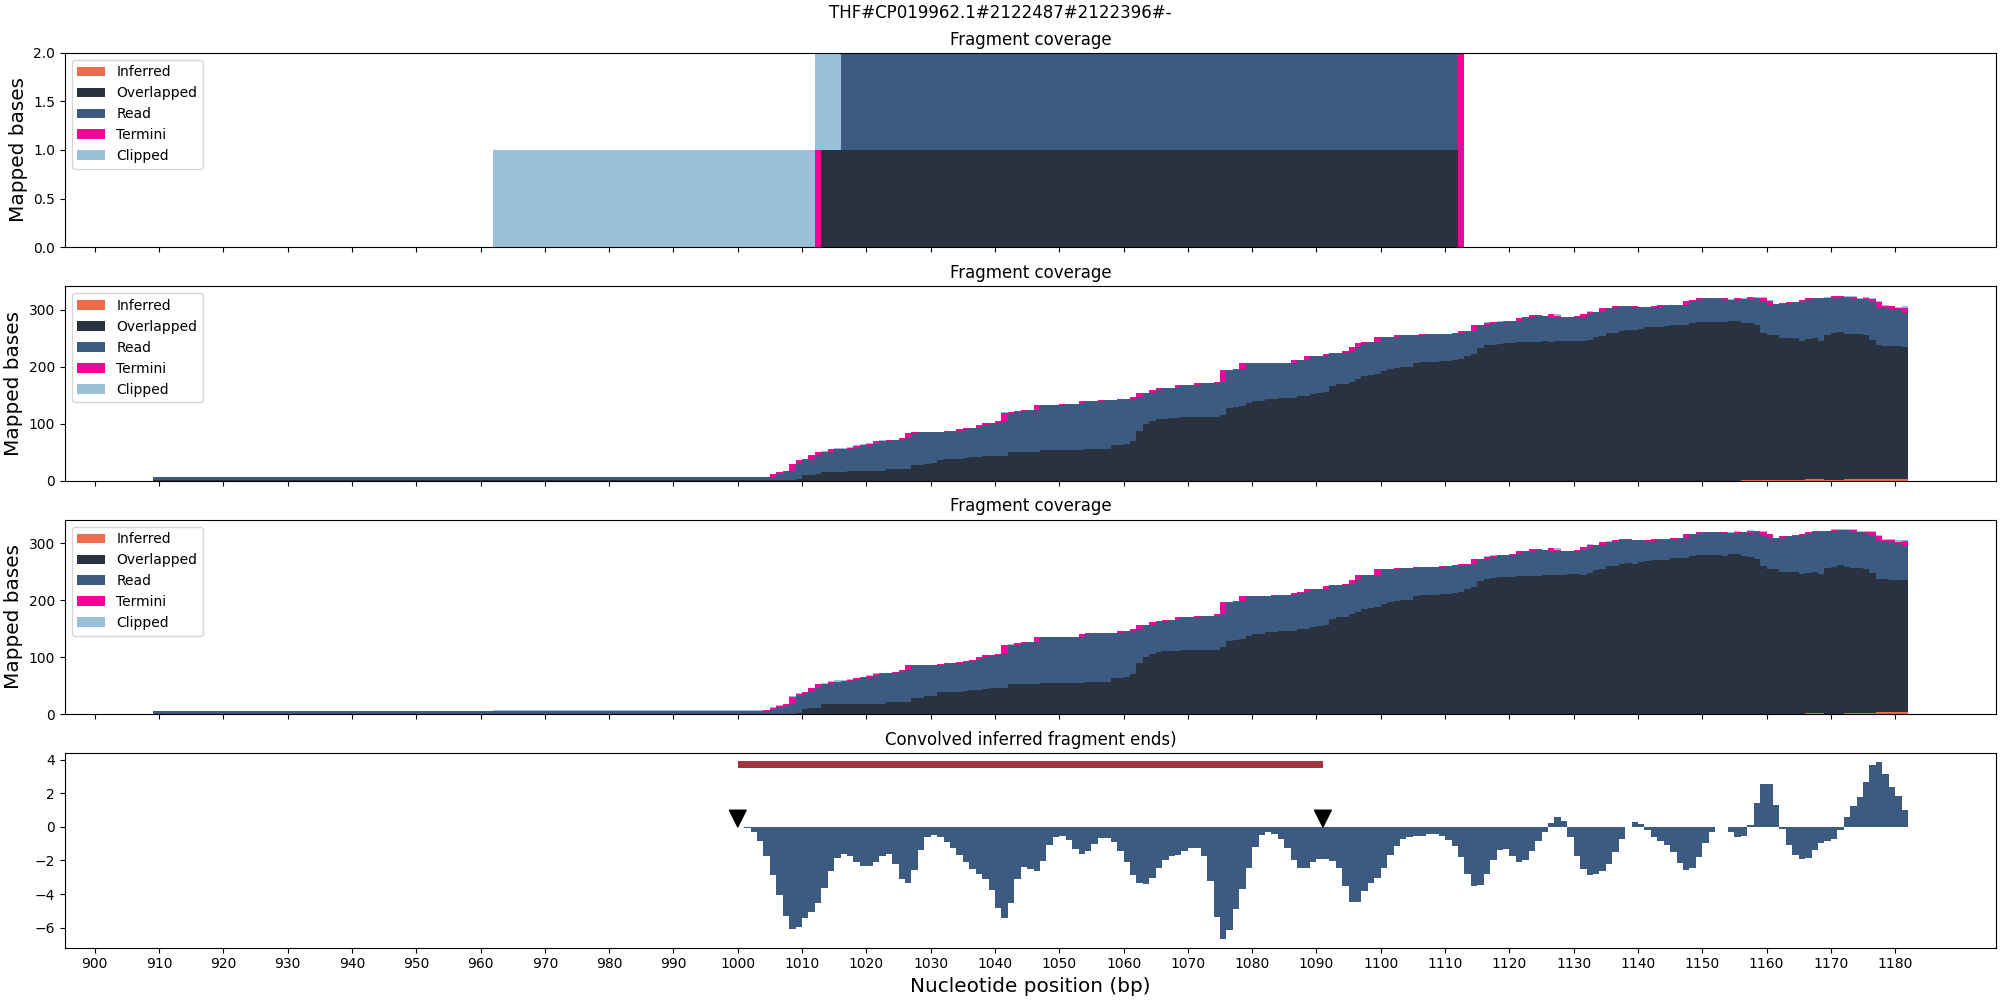 THF#CP019962.1#2122487#2122396#-
Fragment coverage
Mapped bases
2.0
1.5
1.0
0.5
0.0
Inferred
Overlapped
Read
Termini
Clipped
Fragment coverage
Mapped bases
300
200
100
0
Inferred
Overlapped
Read
Termini
Clipped
Fragment coverage
Mapped bases
300
200
100
0
Inferred
Overlapped
Read
Termini
Clipped
Convolved inferred fragment ends)
4
2
0
−2
−4
−6
900 910 920 930 940 950 960 970 980 990 1000 1010 1020 1030 1040 1050 1060 1070 1080 1090 1100 1110 1120 1130 1140 1150 1160 1170 1180
Nucleotide position (bp)